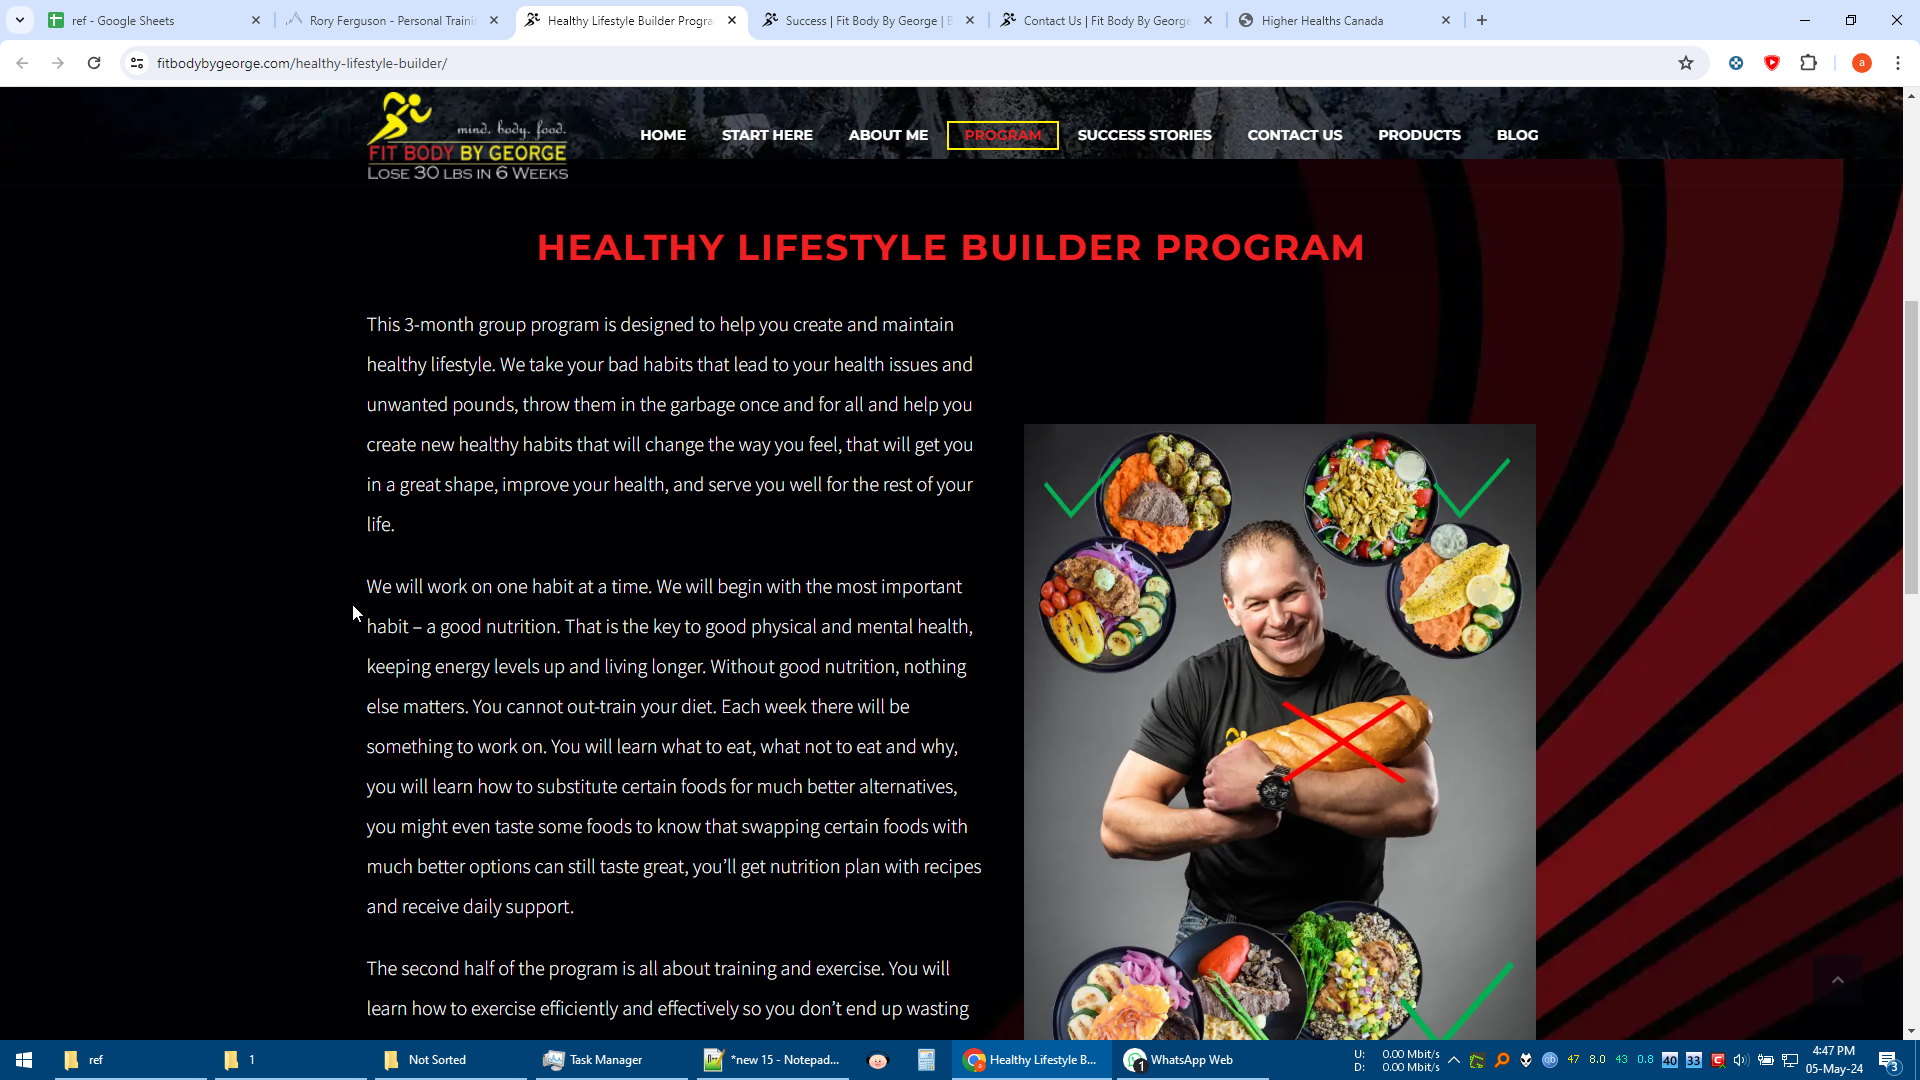 ref - Google Sheets
Rory Ferguson - Personal Traini
Healthy Lifestyle Builder Progra
Success | Fit Body By George |
Contact Us | Fit Body By George
Higher Healths Canada
fitbodybygeorge.com/healthy-lifestyle-builder/
a
mind. body. food.
FIT BODY BY GEORGE
LOSE 30 LBS IN 6 WEEKS
HOME
START HERE
ABOUT ME
PROGRAM
SUCCESS STORIES
CONTACT US
PRODUCTS
BLOG
HEALTHY LIFESTYLE BUILDER PROGRAM
This 3-month group program is designed to help you create and maintain
healthy lifestyle. We take your bad habits that lead to your health issues and
unwanted pounds, throw them in the garbage once and for all and help you
create new healthy habits that will change the way you feel, that will get you
in a great shape, improve your health, and serve you well for the rest of your
life.
We will work on one habit at a time. We will begin with the most important
habit – a good nutrition. That is the key to good physical and mental health,
keeping energy levels up and living longer. Without good nutrition, nothing
else matters. You cannot out-train your diet. Each week there will be
something to work on. You will learn what to eat, what not to eat and why,
you will learn how to substitute certain foods for much better alternatives,
you might even taste some foods to know that swapping certain foods with
much better options can still taste great, you’ll get nutrition plan with recipes
and receive daily support.
The second half of the program is all about training and exercise. You will
learn how to exercise efficiently and effectively so you don’t end up wasting
ref
1
Not Sorted
Task Manager
*new 15 - Notepad...
Healthy Lifestyle B...
1
WhatsApp Web
U: 0.00 Mbit/s
D: 0.00 Mbit/s
qb
47 8.0 43 0.8 40 33
4:47 PM
05-May-24
3